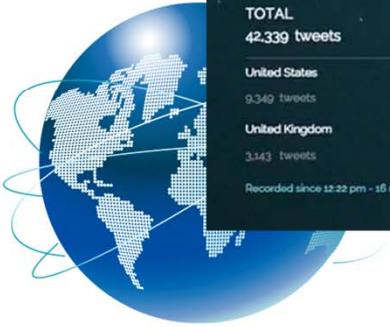 TOTAL
42,339 tweets
United States
9,349 tweets
United Kingdom
3,143 tweets
Recorded since 12:22 pm - 16